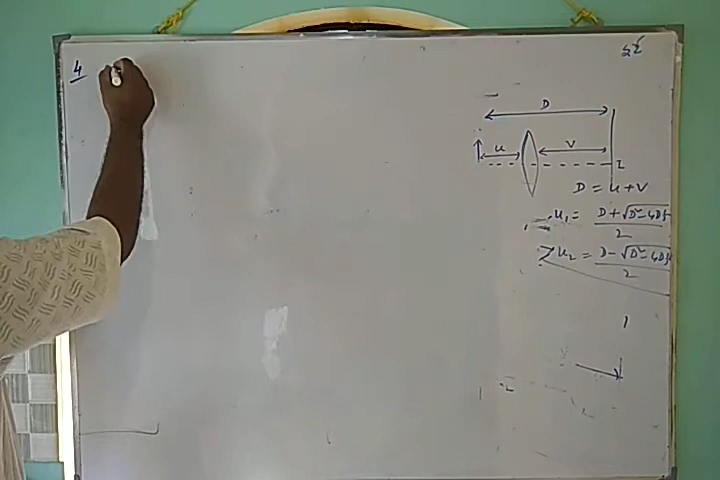 4
D
u
v
I
D = u + v
u₁ = D + √D² - 4Df / 2
u₂ = D - √D² - 4Df / 2